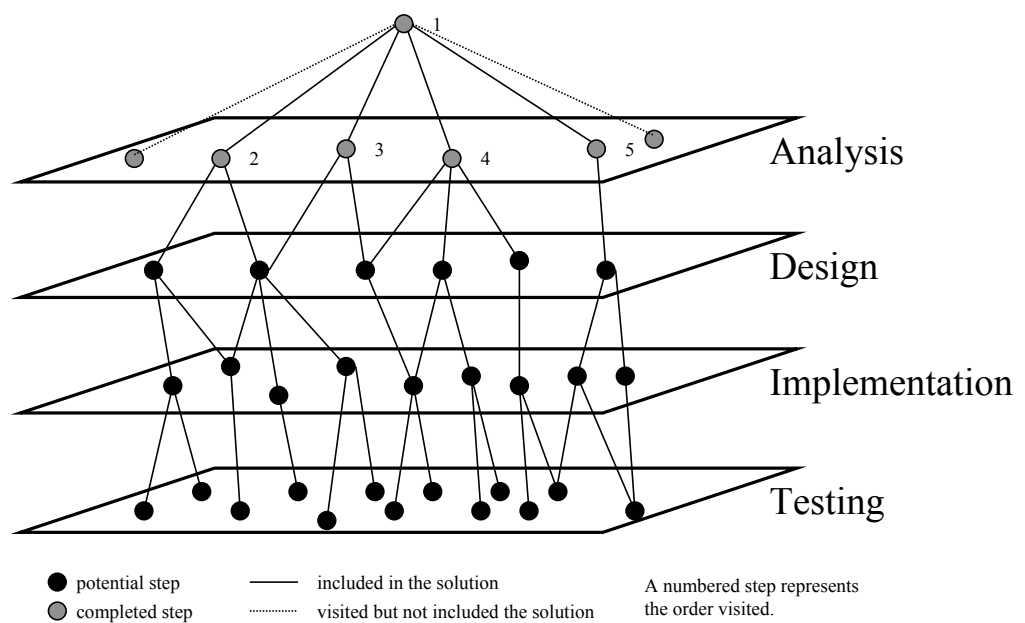 1
2
3
4
5
Analysis
Design
Implementation
Testing
potential step
completed step
included in the solution
visited but not included the solution
A numbered step represents
the order visited.